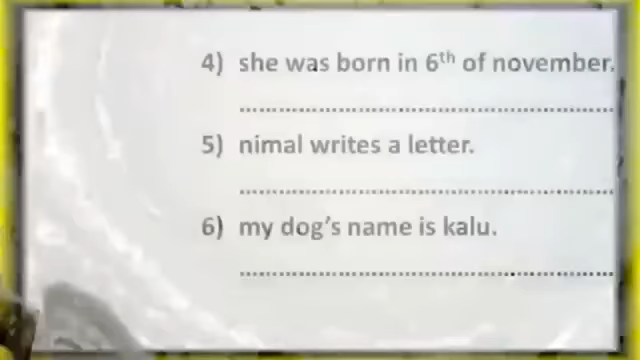 4) she was born in 6th of november.
................................................................
5) nimal writes a letter.
................................................................
6) my dog's name is kalu.
................................................................